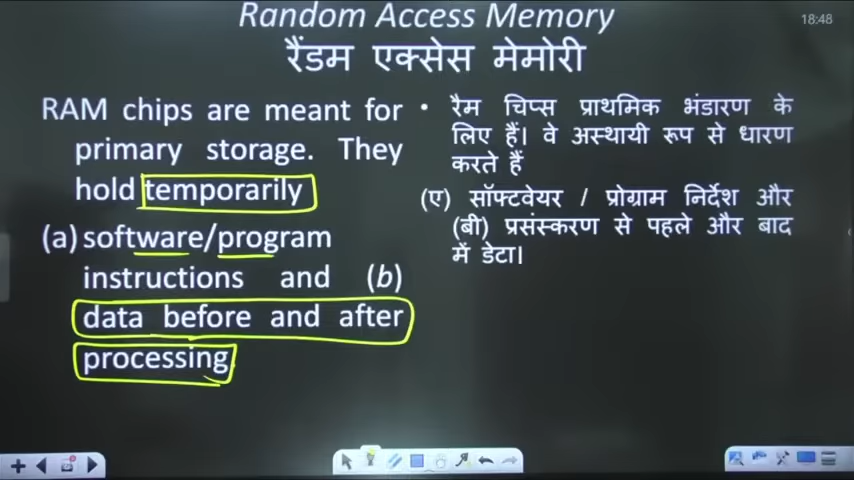 Random Access Memory
18:48
रैंडम एक्सेस मेमोरी
RAM chips are meant for
primary storage. They
hold temporarily
(a) software/program
instructions and (b)
data before and after
processing
• रैम चिप्स प्राथमिक भंडारण के
लिए हैं। वे अस्थायी रूप से धारण
करते हैं
(ए) सॉफ्टवेयर / प्रोग्राम निर्देश और
(बी) प्रसंस्करण से पहले और बाद
में डेटा।